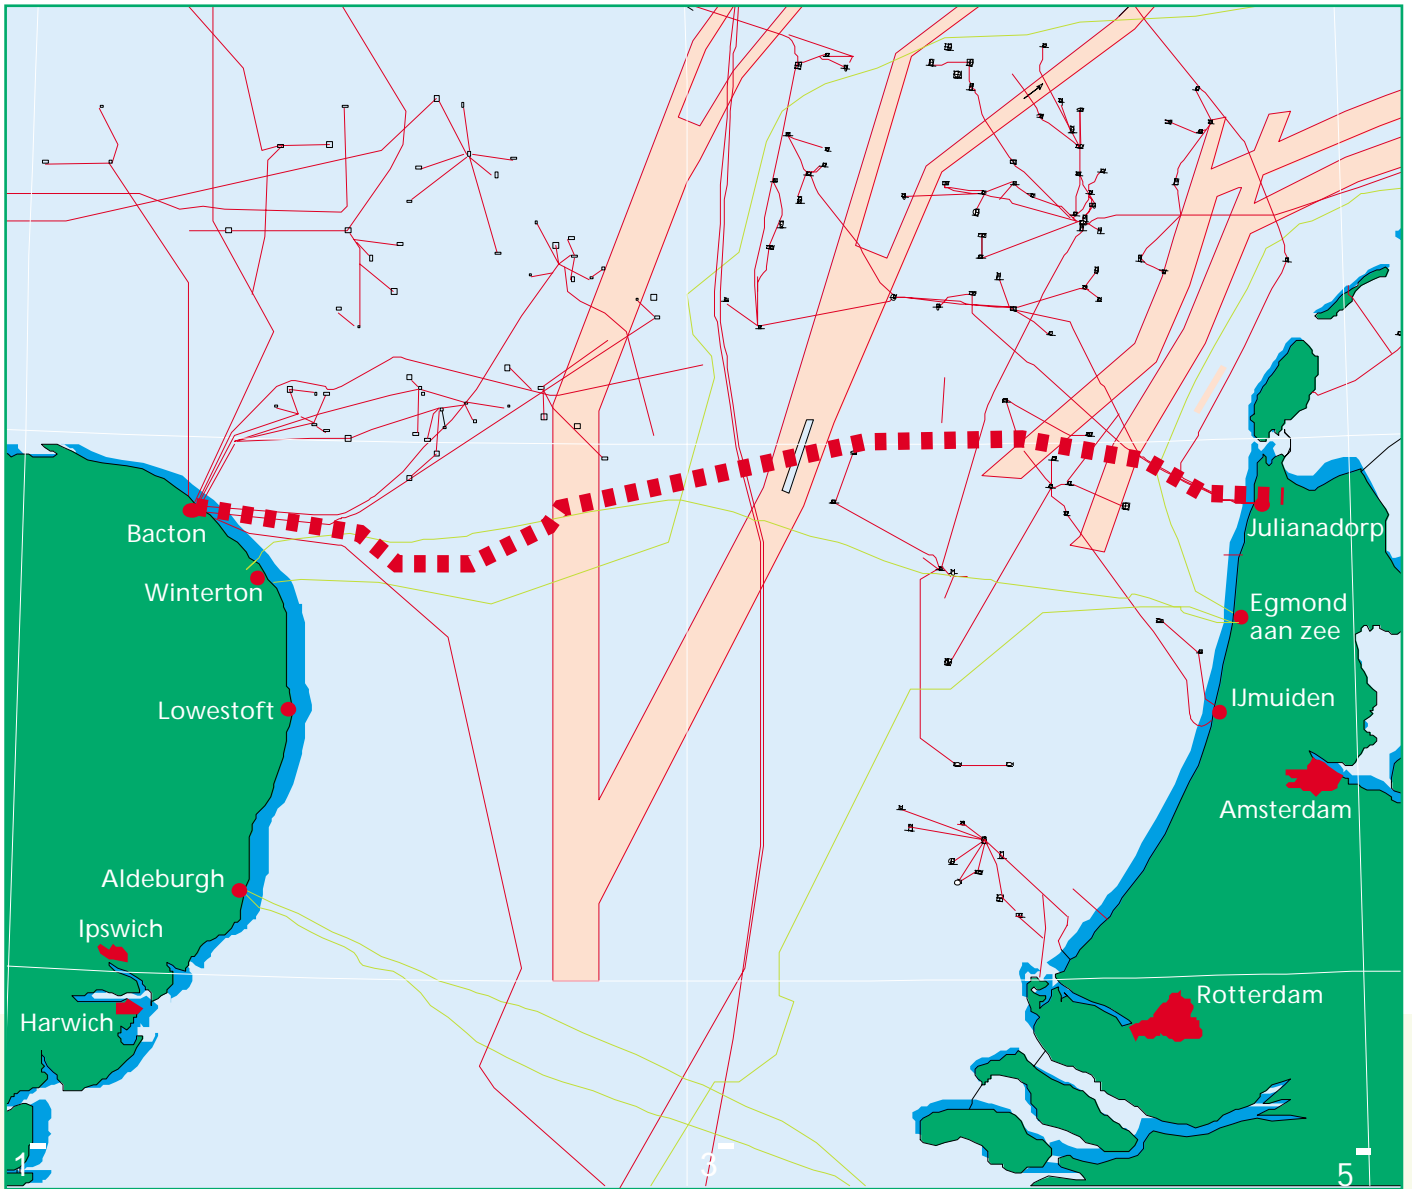 Bacton
Julianadorp
Winterton
Egmond
aan zee
Lowestoft
IJmuiden
Amsterdam
Aldeburgh
Ipswich
Rotterdam
Harwich
1
3
5